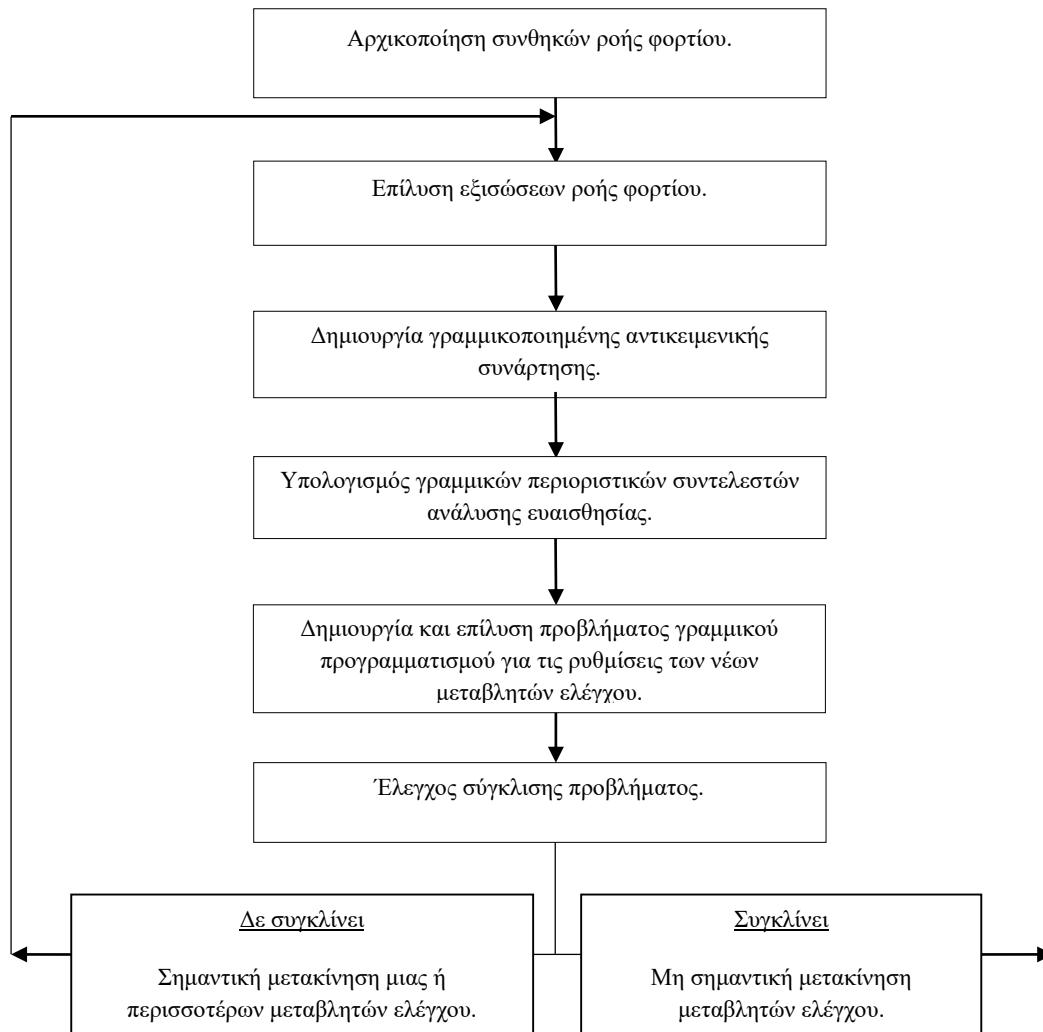 Αρχικοποίηση συνθηκών ροής φορτίου.
Επίλυση εξισώσεων ροής φορτίου.
Δημιουργία γραμμικοποιημένης αντικειμενικής
συνάρτησης.
Υπολογισμός γραμμικών περιοριστικών συντελεστών
ανάλυσης ευαισθησίας.
Δημιουργία και επίλυση προβλήματος γραμμικού
προγραμματισμού για τις ρυθμίσεις των νέων
μεταβλητών ελέγχου.
Έλεγχος σύγκλισης προβλήματος.
Δε συγκλίνει
Σημαντική μετακίνηση μιας ή
περισσοτέρων μεταβλητών ελέγχου.
Συγκλίνει
Μη σημαντική μετακίνηση
μεταβλητών ελέγχου.